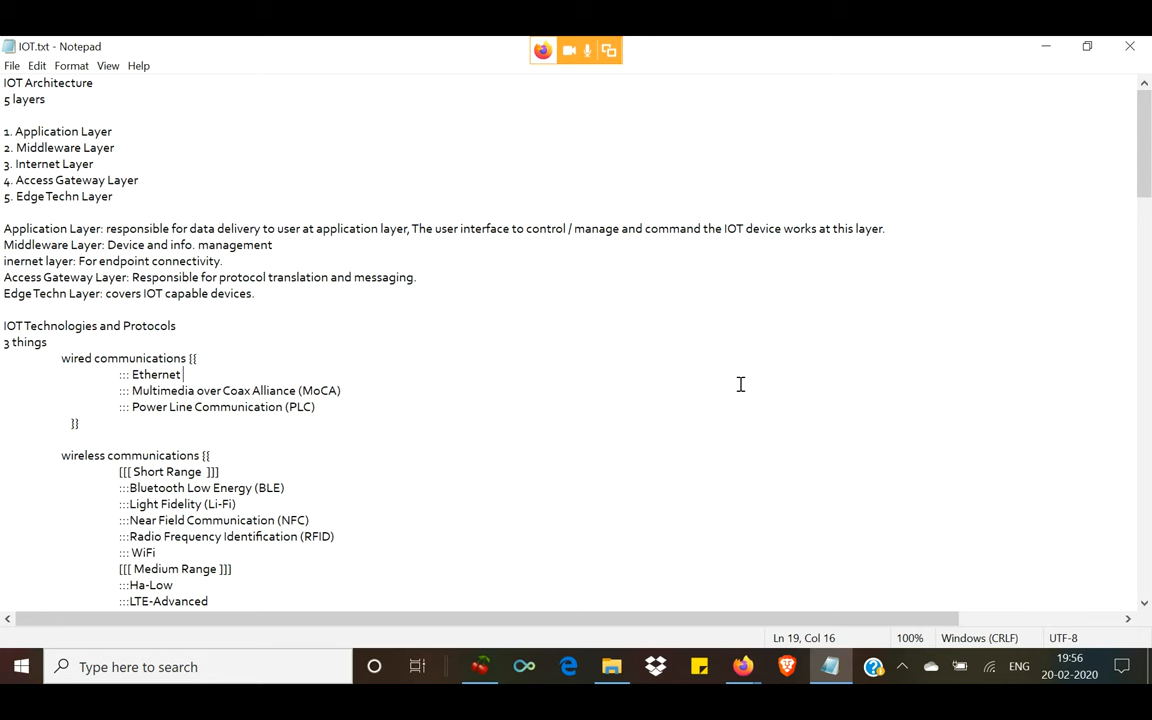 IOT.txt - Notepad
File Edit Format View Help
IOT Architecture
5 layers
1. Application Layer
2. Middleware Layer
3. Internet Layer
4. Access Gateway Layer
5. Edge Techn Layer
Application Layer: responsible for data delivery to user at application layer, The user interface to control / manage and command the IOT device works at this layer.
Middleware Layer: Device and info. management
inernet layer: For endpoint connectivity.
Access Gateway Layer: Responsible for protocol translation and messaging.
Edge Techn Layer: covers IOT capable devices.
IOT Technologies and Protocols
3 things
wired communications {{
::: Ethernet
::: Multimedia over Coax Alliance (MoCA)
::: Power Line Communication (PLC)
}}
wireless communications {{
[[[ Short Range ]]]
:::Bluetooth Low Energy (BLE)
:::Light Fidelity (Li-Fi)
:::Near Field Communication (NFC)
:::Radio Frequency Identification (RFID)
::: WiFi
[[[ Medium Range ]]]
:::Ha-Low
:::LTE-Advanced
Ln 19, Col 16 100% Windows (CRLF) UTF-8
Type here to search
ENG
19:56
20-02-2020